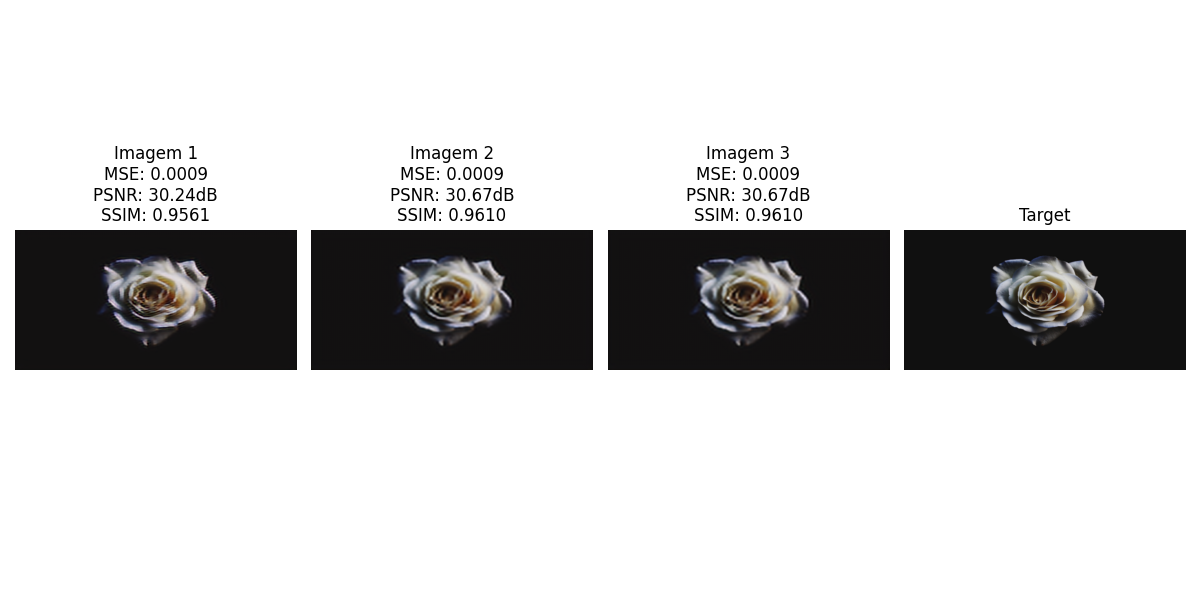 Imagem 1
MSE: 0.0009
PSNR: 30.24dB
SSIM: 0.9561
Imagem 2
MSE: 0.0009
PSNR: 30.67dB
SSIM: 0.9610
Imagem 3
MSE: 0.0009
PSNR: 30.67dB
SSIM: 0.9610
Target